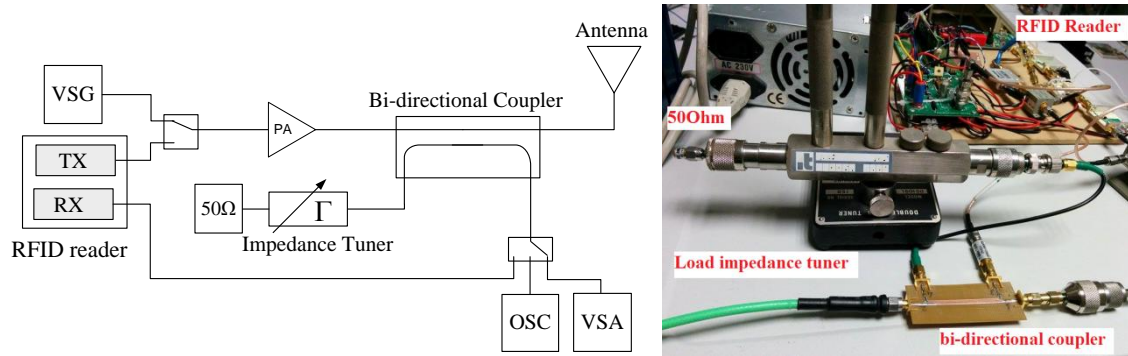 Antenna
VSG
Bi-directional Coupler
PA
TX
RX
RFID reader
50Ω
Γ
Impedance Tuner
OSC
VSA
RFID Reader
AC 230V
50Ohm
.it
Load impedance tuner
bi-directional coupler